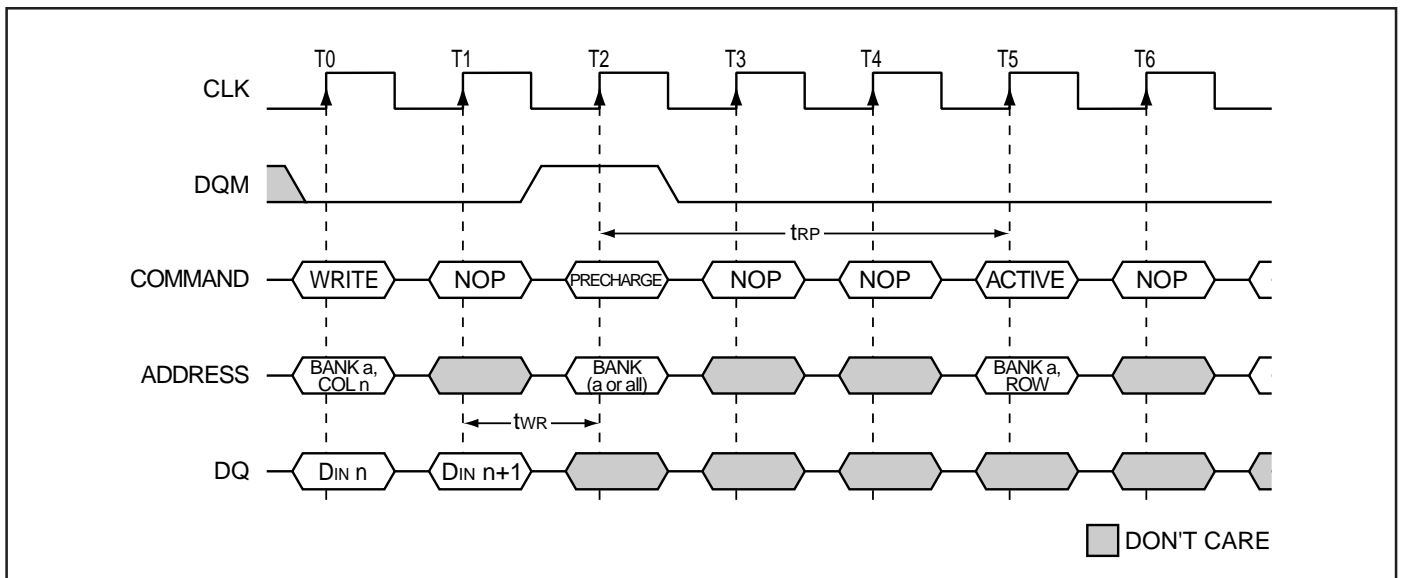 T0 T1 T2 T3 T4 T5 T6
CLK
DQM
tRP
COMMAND WRITE NOP PRECHARGE NOP NOP ACTIVE NOP
ADDRESS BANK a, COL n BANK (a or all) BANK a, ROW
tWR
DQ DIN n DIN n+1
DON'T CARE